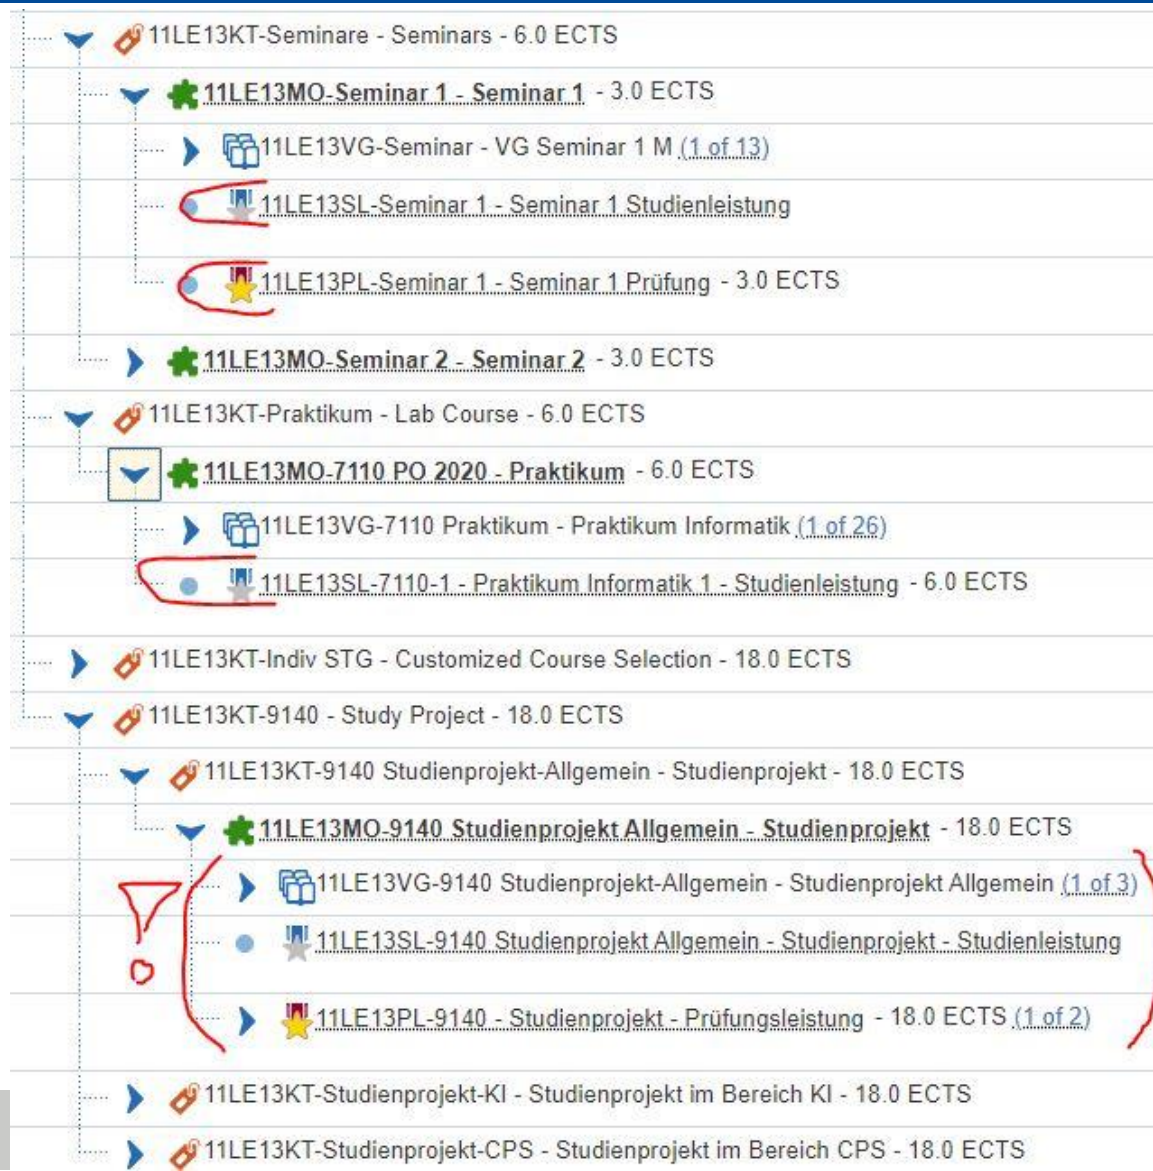 11LE13KT-Seminare - Seminars - 6.0 ECTS
11LE13MO-Seminar 1 - Seminar 1 - 3.0 ECTS
11LE13VG-Seminar - VG Seminar 1 M (1 of 13)
11LE13SL-Seminar 1 - Seminar 1 Studienleistung
11LE13PL-Seminar 1 - Seminar 1 Prüfung - 3.0 ECTS
11LE13MO-Seminar 2 - Seminar 2 - 3.0 ECTS
11LE13KT-Praktikum - Lab Course - 6.0 ECTS
11LE13MO-7110 PO 2020 - Praktikum - 6.0 ECTS
11LE13VG-7110 Praktikum - Praktikum Informatik (1 of 26)
11LE13SL-7110-1 - Praktikum Informatik 1 - Studienleistung - 6.0 ECTS
11LE13KT-Indiv STG - Customized Course Selection - 18.0 ECTS
11LE13KT-9140 - Study Project - 18.0 ECTS
11LE13KT-9140 Studienprojekt-Allgemein - Studienprojekt - 18.0 ECTS
11LE13MO-9140 Studienprojekt Allgemein - Studienprojekt - 18.0 ECTS
11LE13VG-9140 Studienprojekt-Allgemein - Studienprojekt Allgemein (1 of 3)
11LE13SL-9140 Studienprojekt Allgemein - Studienprojekt - Studienleistung
11LE13PL-9140 - Studienprojekt - Prüfungsleistung - 18.0 ECTS (1 of 2)
11LE13KT-Studienprojekt-KI - Studienprojekt im Bereich KI - 18.0 ECTS
11LE13KT-Studienprojekt-CPS - Studienprojekt im Bereich CPS - 18.0 ECTS